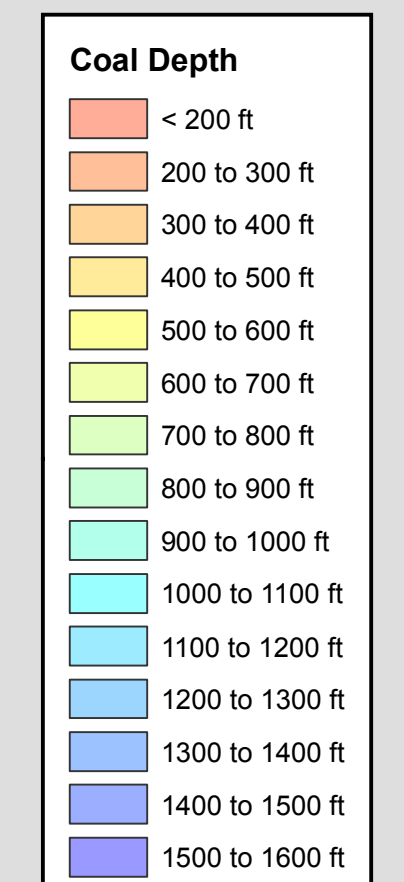 Coal Depth
< 200 ft
200 to 300 ft
300 to 400 ft
400 to 500 ft
500 to 600 ft
600 to 700 ft
700 to 800 ft
800 to 900 ft
900 to 1000 ft
1000 to 1100 ft
1100 to 1200 ft
1200 to 1300 ft
1300 to 1400 ft
1400 to 1500 ft
1500 to 1600 ft